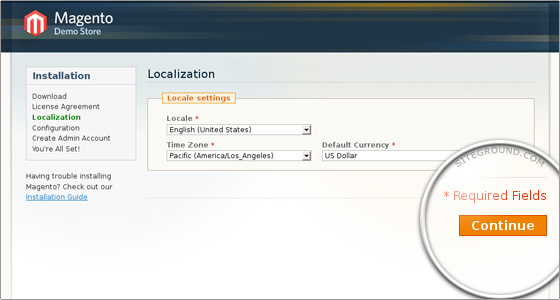 Magento
Demo Store
Installation
Download
License Agreement
Localization
Configuration
Create Admin Account
You're All Set!
Having trouble installing
Magento? Check out our
Installation Guide
Localization
Locale settings
Locale *
English (United States)
Time Zone * Default Currency *
Pacific (America/Los_Angeles) US Dollar
SITEGROUND.COM
* Required Fields
Continue